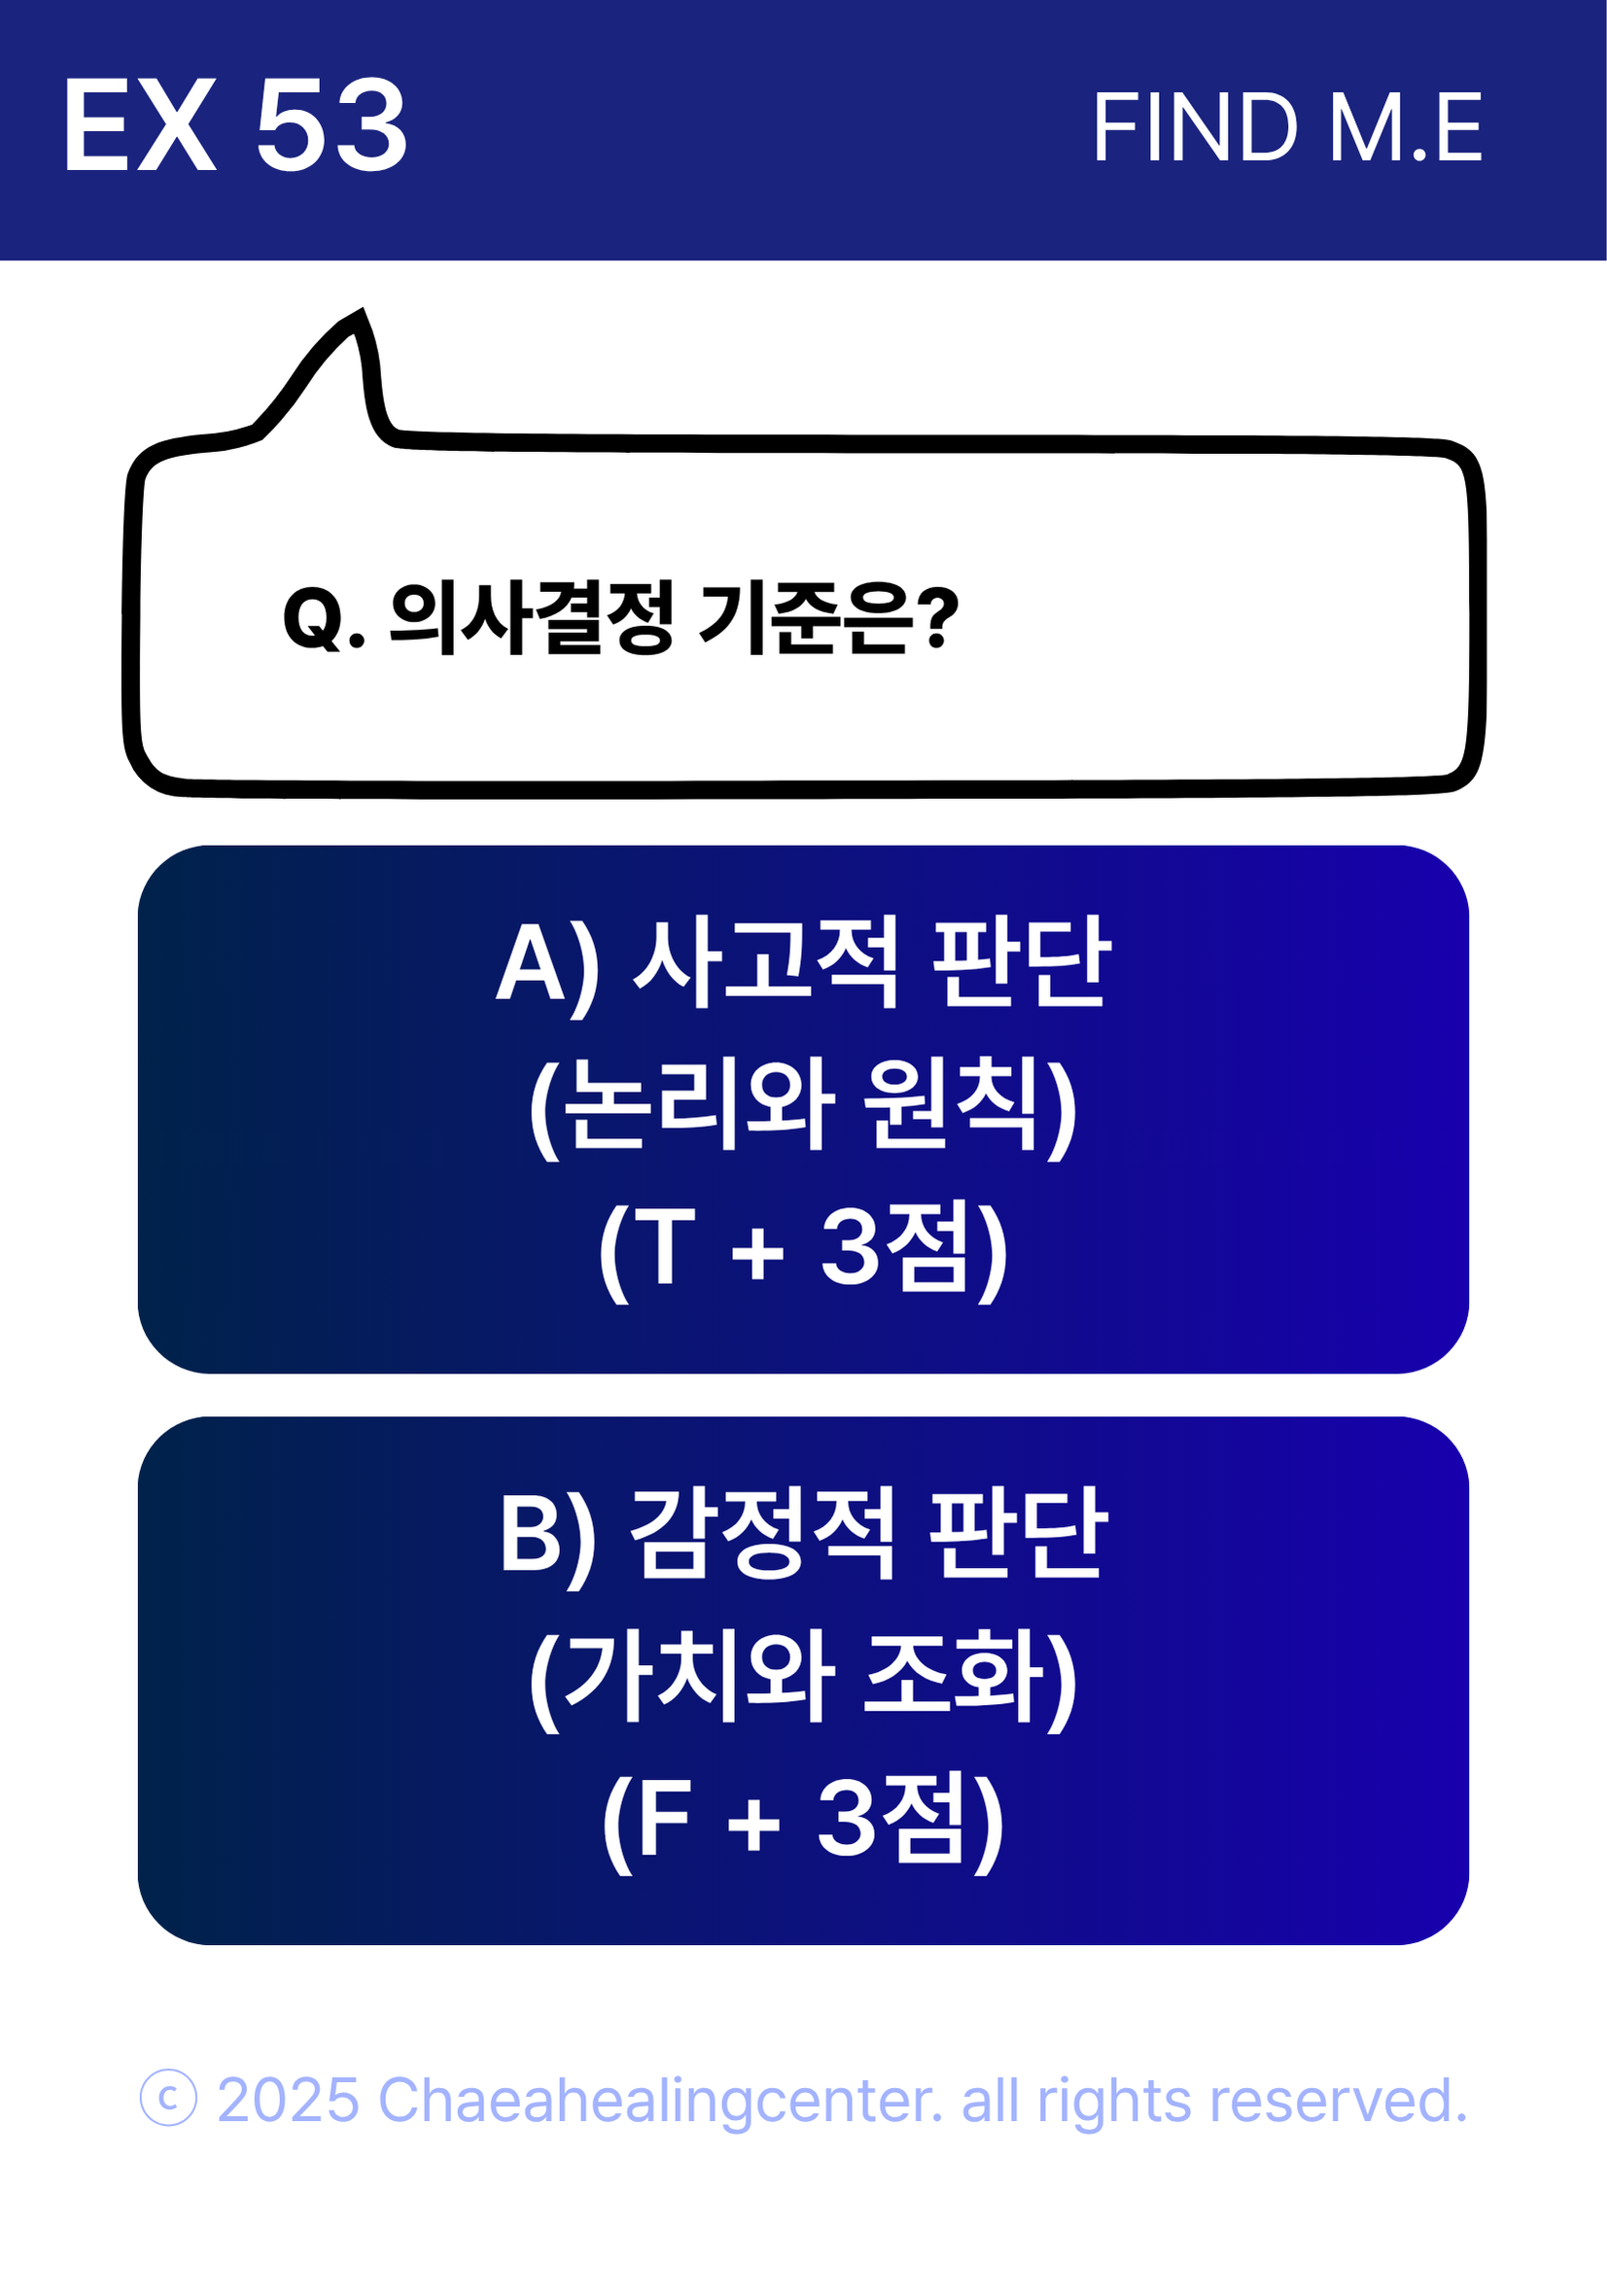 EX 53
FIND M.E
Q. 의사결정 기준은?
A) 사고적 판단
(논리와 원칙)
(T + 3점)
B) 감정적 판단
(가치와 조화)
(F + 3점)
© 2025 Chaeahealingcenter. all rights reserved.